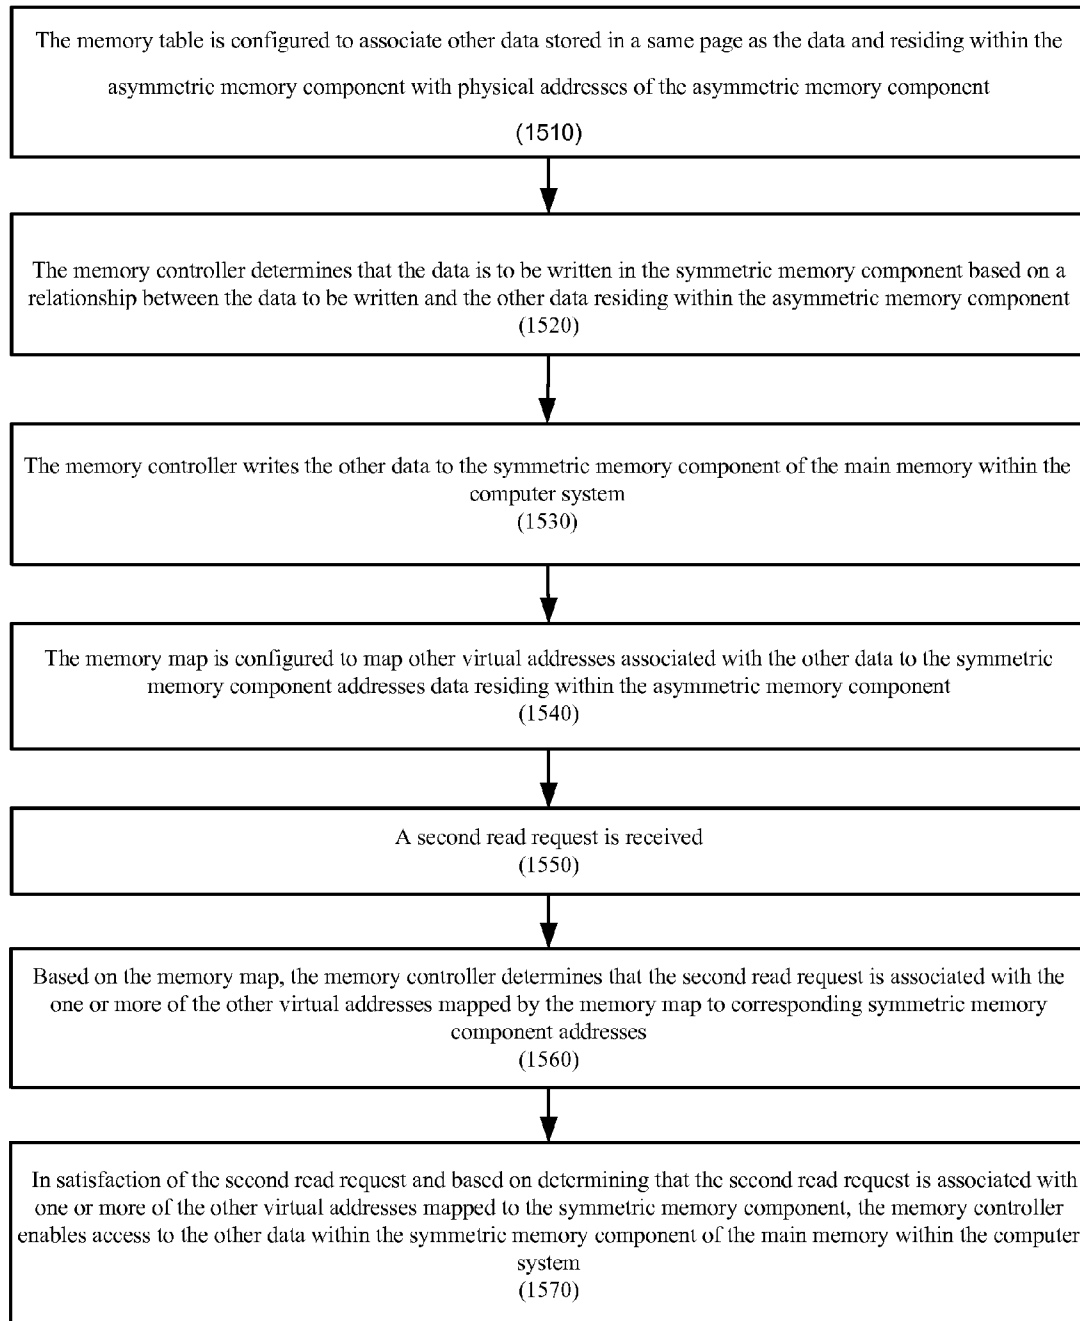 The memory table is configured to associate other data stored in a same page as the data and residing within the
asymmetric memory component with physical addresses of the asymmetric memory component
(1510)
The memory controller determines that the data is to be written in the symmetric memory component based on a
relationship between the data to be written and the other data residing within the asymmetric memory component
(1520)
The memory controller writes the other data to the symmetric memory component of the main memory within the
computer system
(1530)
The memory map is configured to map other virtual addresses associated with the other data to the symmetric
memory component addresses data residing within the asymmetric memory component
(1540)
A second read request is received
(1550)
Based on the memory map, the memory controller determines that the second read request is associated with the
one or more of the other virtual addresses mapped by the memory map to corresponding symmetric memory
component addresses
(1560)
In satisfaction of the second read request and based on determining that the second read request is associated with
one or more of the other virtual addresses mapped to the symmetric memory component, the memory controller
enables access to the other data within the symmetric memory component of the main memory within the computer
system
(1570)